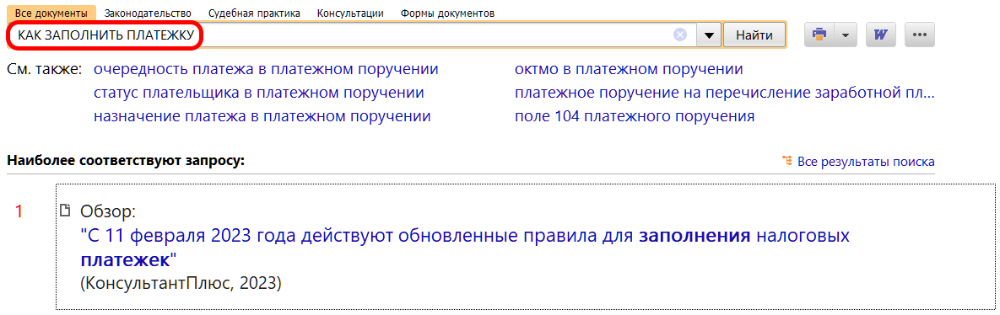 Все документы Законодательство Судебная практика Консультации Формы документов
КАК ЗАПОЛНИТЬ ПЛАТЕЖКУ Найти W
См. также: очередность платежа в платежном поручении октмо в платежном поручении
статус плательщика в платежном поручении платежное поручение на перечисление заработной пл...
назначение платежа в платежном поручении поле 104 платежного поручения
Наиболее соответствуют запросу: Все результаты поиска
1 Обзор:
"С 11 февраля 2023 года действуют обновленные правила для заполнения налоговых
платежек"
(КонсультантПлюс, 2023)